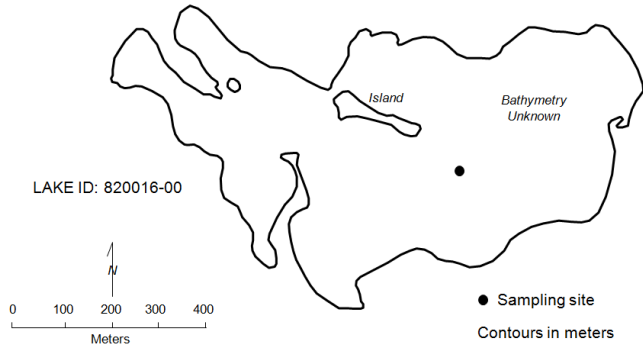 Island
Bathymetry
Unknown
LAKE ID: 820016-00
N
0 100 200 300 400
Meters
Sampling site
Contours in meters